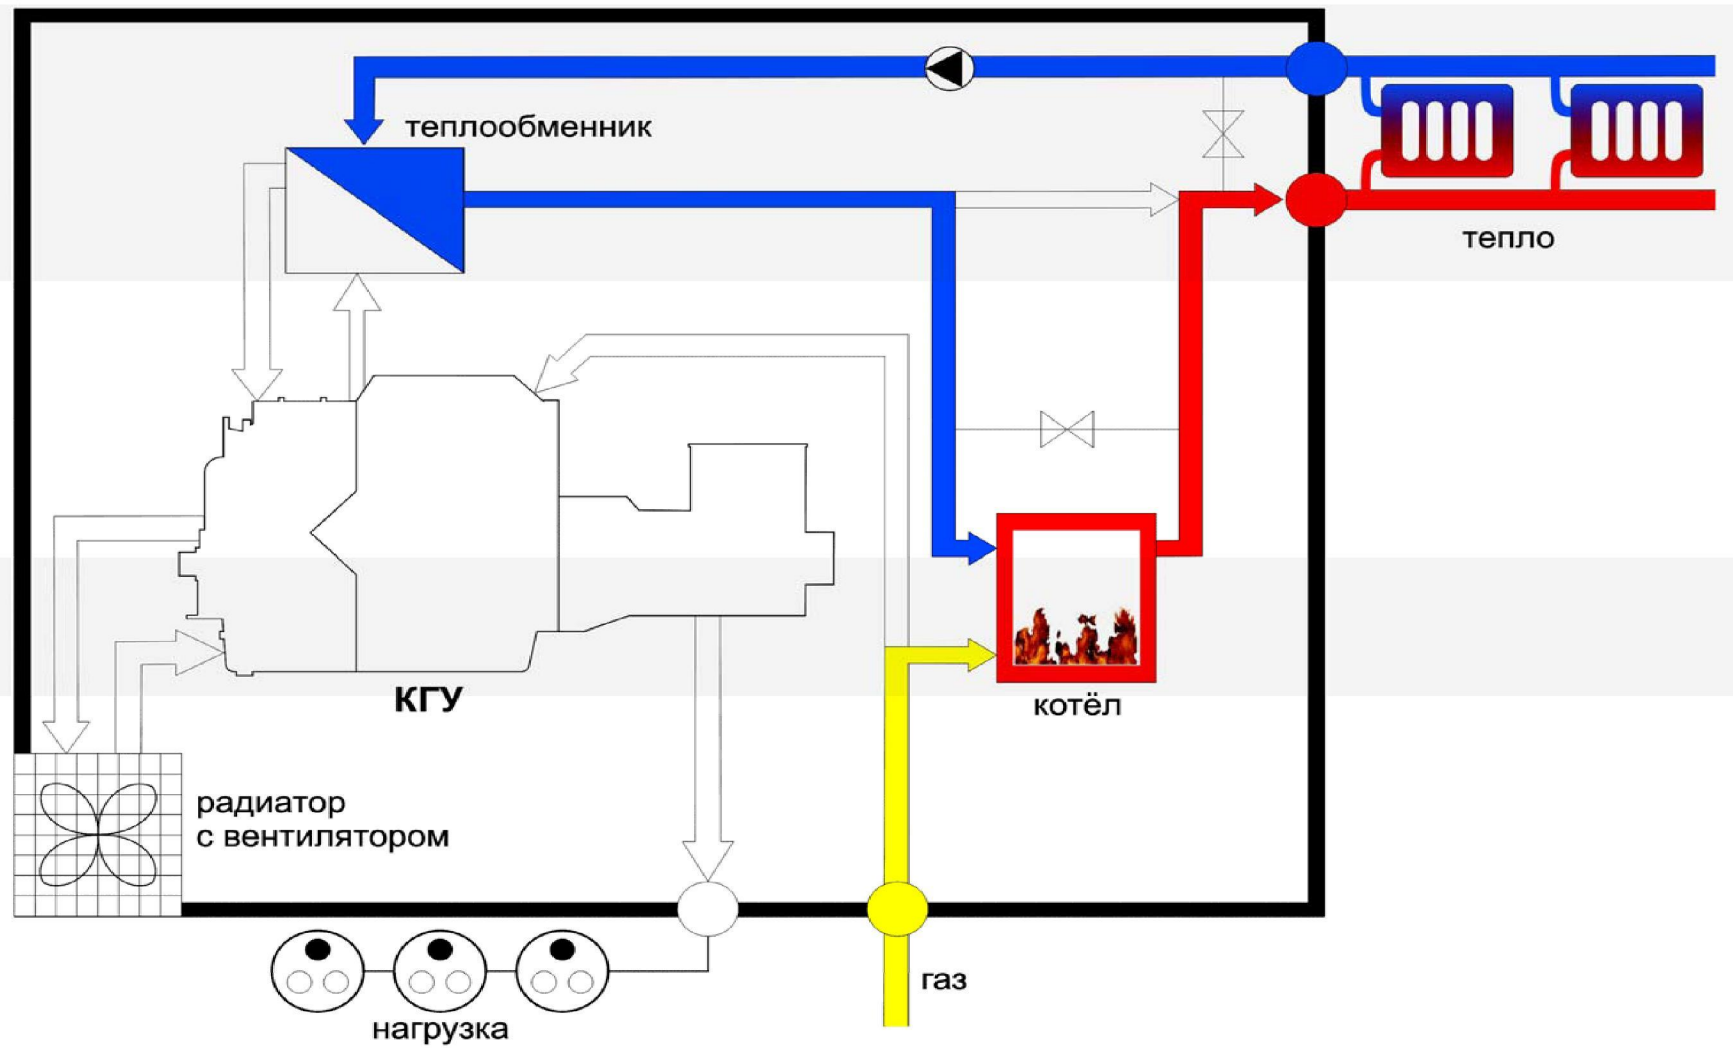 теплообменник
тепло
КГУ
котёл
радиатор
с вентилятором
газ
нагрузка